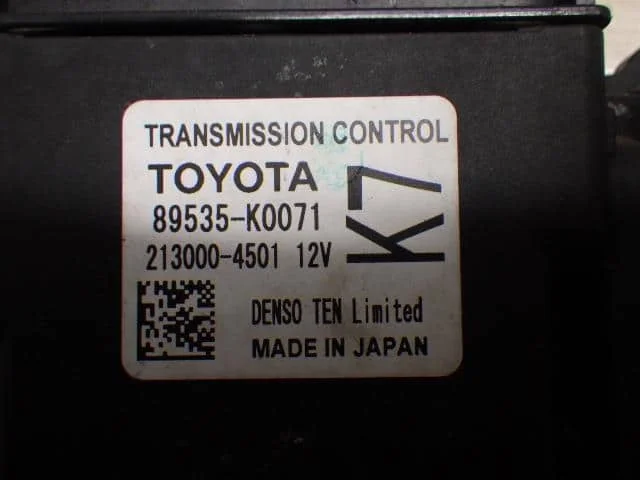 TRANSMISSION CONTROL
TOYOTA
89535-K0071
213000-4501 12V
K7
DENSO TEN Limited
MADE IN JAPAN